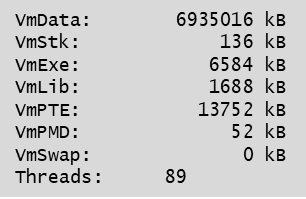 VmData:	 6935016 kB
VmStk:	     136 kB
VmExe:	    6584 kB
VmLib:	    1688 kB
VmPTE:	   13752 kB
VmPMD:	      52 kB
VmSwap:	       0 kB
Threads:	89